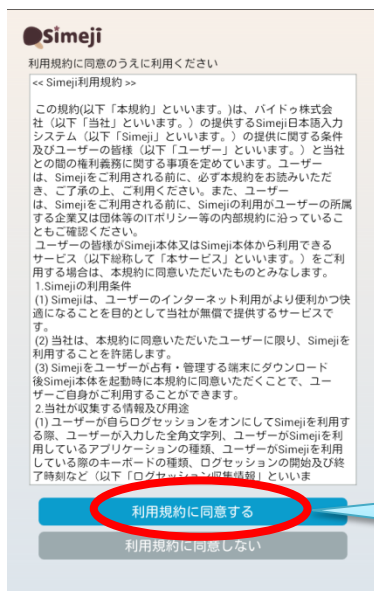 Simeji
利用規約に同意のうえに利用ください
<< Simeji利用規約 >>
この規約(以下「本規約」といいます。)は、バイドゥ株式会
社（以下「当社」といいます。）の提供するSimeji日本語入力
システム（以下「Simeji」といいます。）の提供に関する条件
及びユーザーの皆様（以下「ユーザー」といいます。）と当社
との間の権利義務に関する事項を定めています。ユーザー
は、Simejiをご利用される前に、必ず本規約をお読みいただ
き、ご了承の上、ご利用ください。また、ユーザー
は、Simejiをご利用される前に、Simejiの利用がユーザーの所属
する企業又は団体等のITポリシー等の内部規約に沿っているこ
ともご確認ください。
ユーザーの皆様がSimeji本体又はSimeji本体から利用できる
サービス（以下総称して「本サービス」といいます。）をご利
用する場合は、本規約に同意いただいたものとみなします。
1.Simejiの利用条件
(1) Simejiは、ユーザーのインターネット利用がより便利かつ快
適になることを目的として当社が無償で提供するサービスで
す。
(2) 当社は、本規約に同意いただいたユーザーに限り、Simejiを
利用することを許諾します。
(3) Simejiをユーザーが占有・管理する端末にダウンロード
後Simeji本体を起動時に本規約に同意いただくことで、ユー
ザーご自身がご利用することができます。
2.当社が収集する情報及び用途
(1) ユーザーが自らログセッションをオンにしてSimejiを利用す
る際、ユーザーが入力した全角文字列、ユーザーがSimejiを利
用しているアプリケーションの種類、ユーザーがSimejiを利用
している際のキーボードの種類、ログセッションの開始及び終
了時刻など（以下「ログセッション収集情報」といいま
利用規約に同意する
利用規約に同意しない